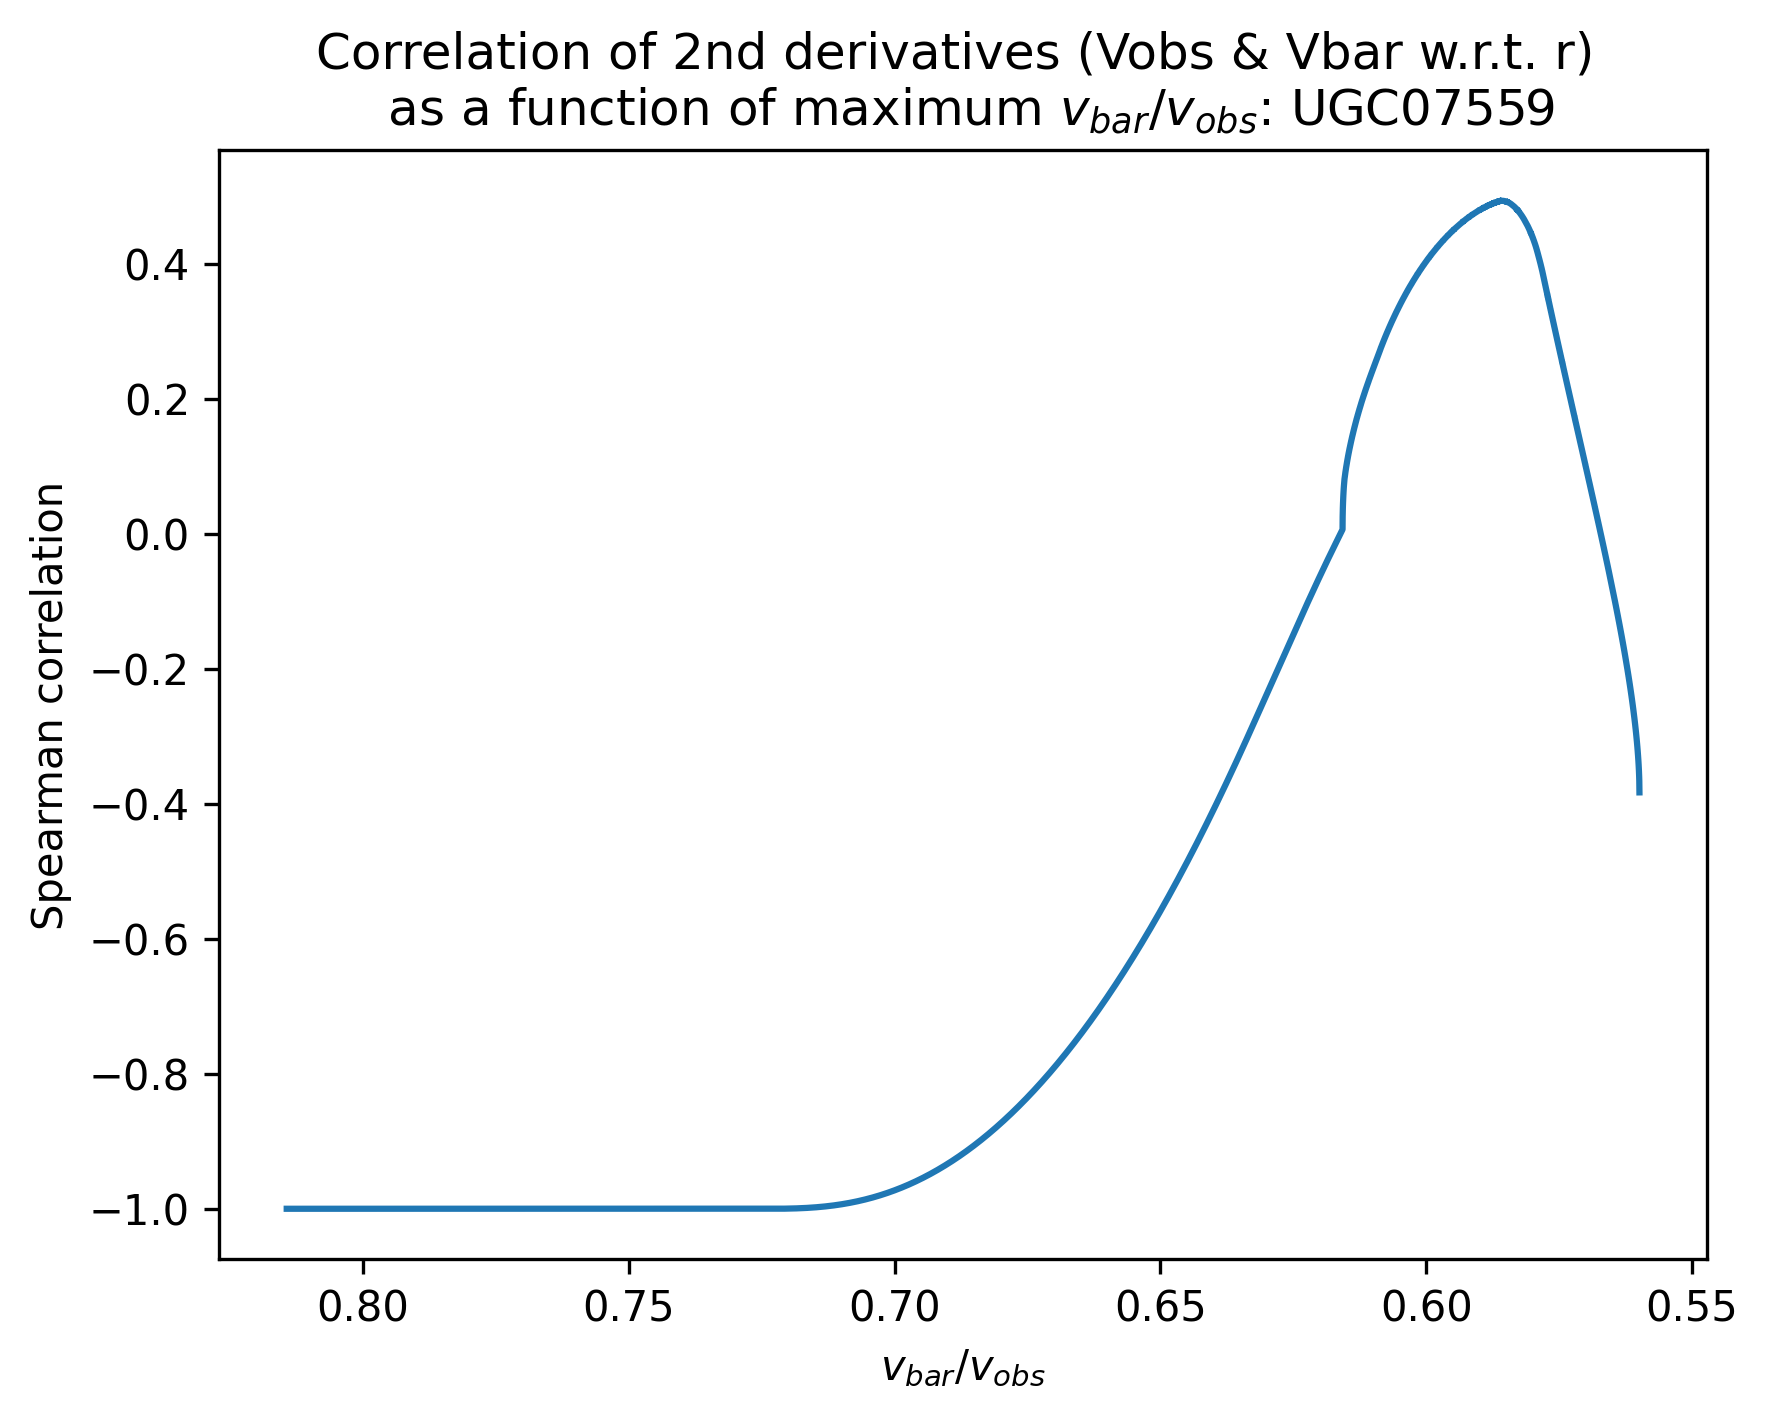 Correlation of 2nd derivatives (Vobs & Vbar w.r.t. r)
as a function of maximum v_bar/v_obs: UGC07559
Spearman correlation
0.4
0.2
0.0
−0.2
−0.4
−0.6
−0.8
−1.0
0.80 0.75 0.70 0.65 0.60 0.55
v_bar/v_obs